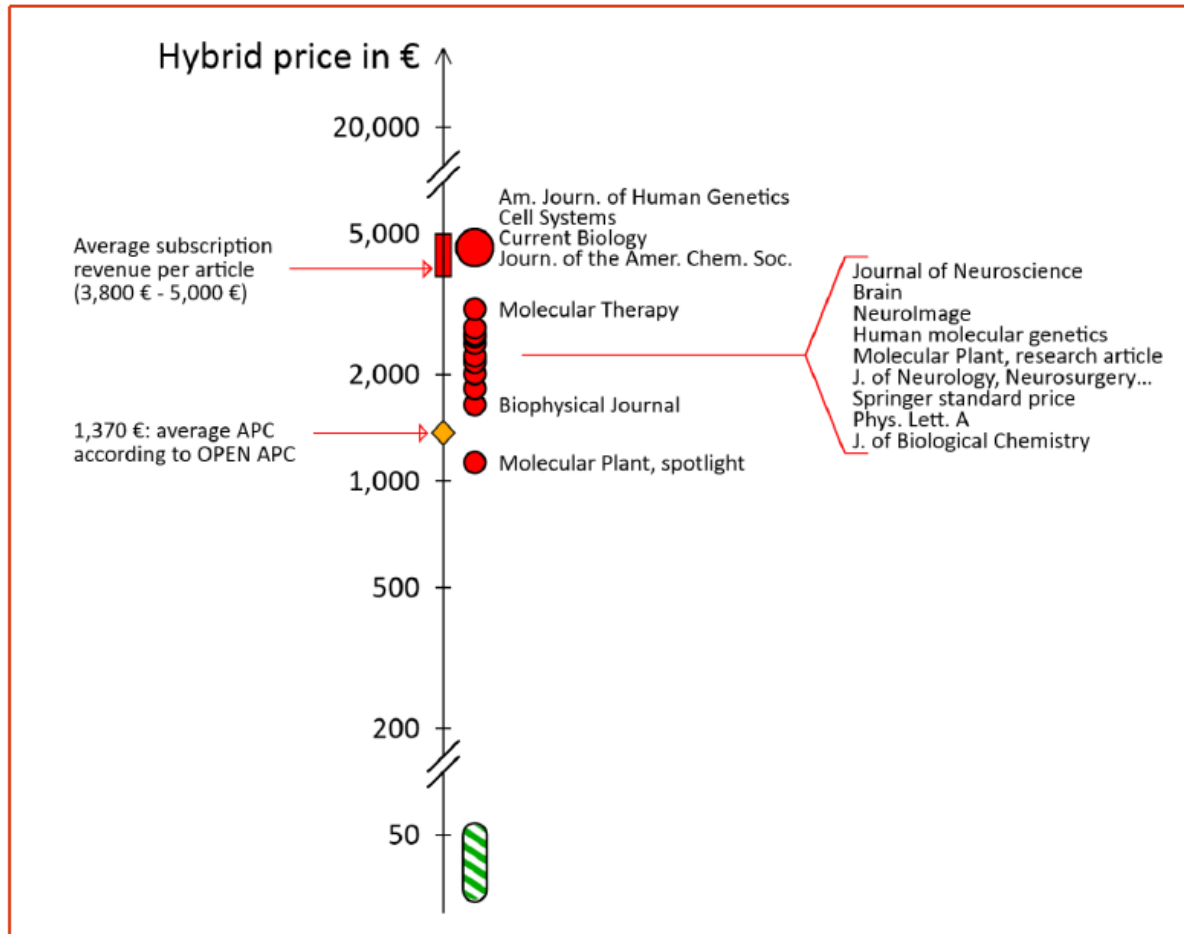 Hybrid price in €
20,000
5,000
2,000
1,000
500
200
50
Average subscription
revenue per article
(3,800 € - 5,000 €)
1,370 €: average APC
according to OPEN APC
Am. Journ. of Human Genetics
Cell Systems
Current Biology
Journ. of the Amer. Chem. Soc.
Molecular Therapy
Biophysical Journal
Molecular Plant, spotlight
Journal of Neuroscience
Brain
NeuroImage
Human molecular genetics
Molecular Plant, research article
J. of Neurology, Neurosurgery...
Springer standard price
Phys. Lett. A
J. of Biological Chemistry